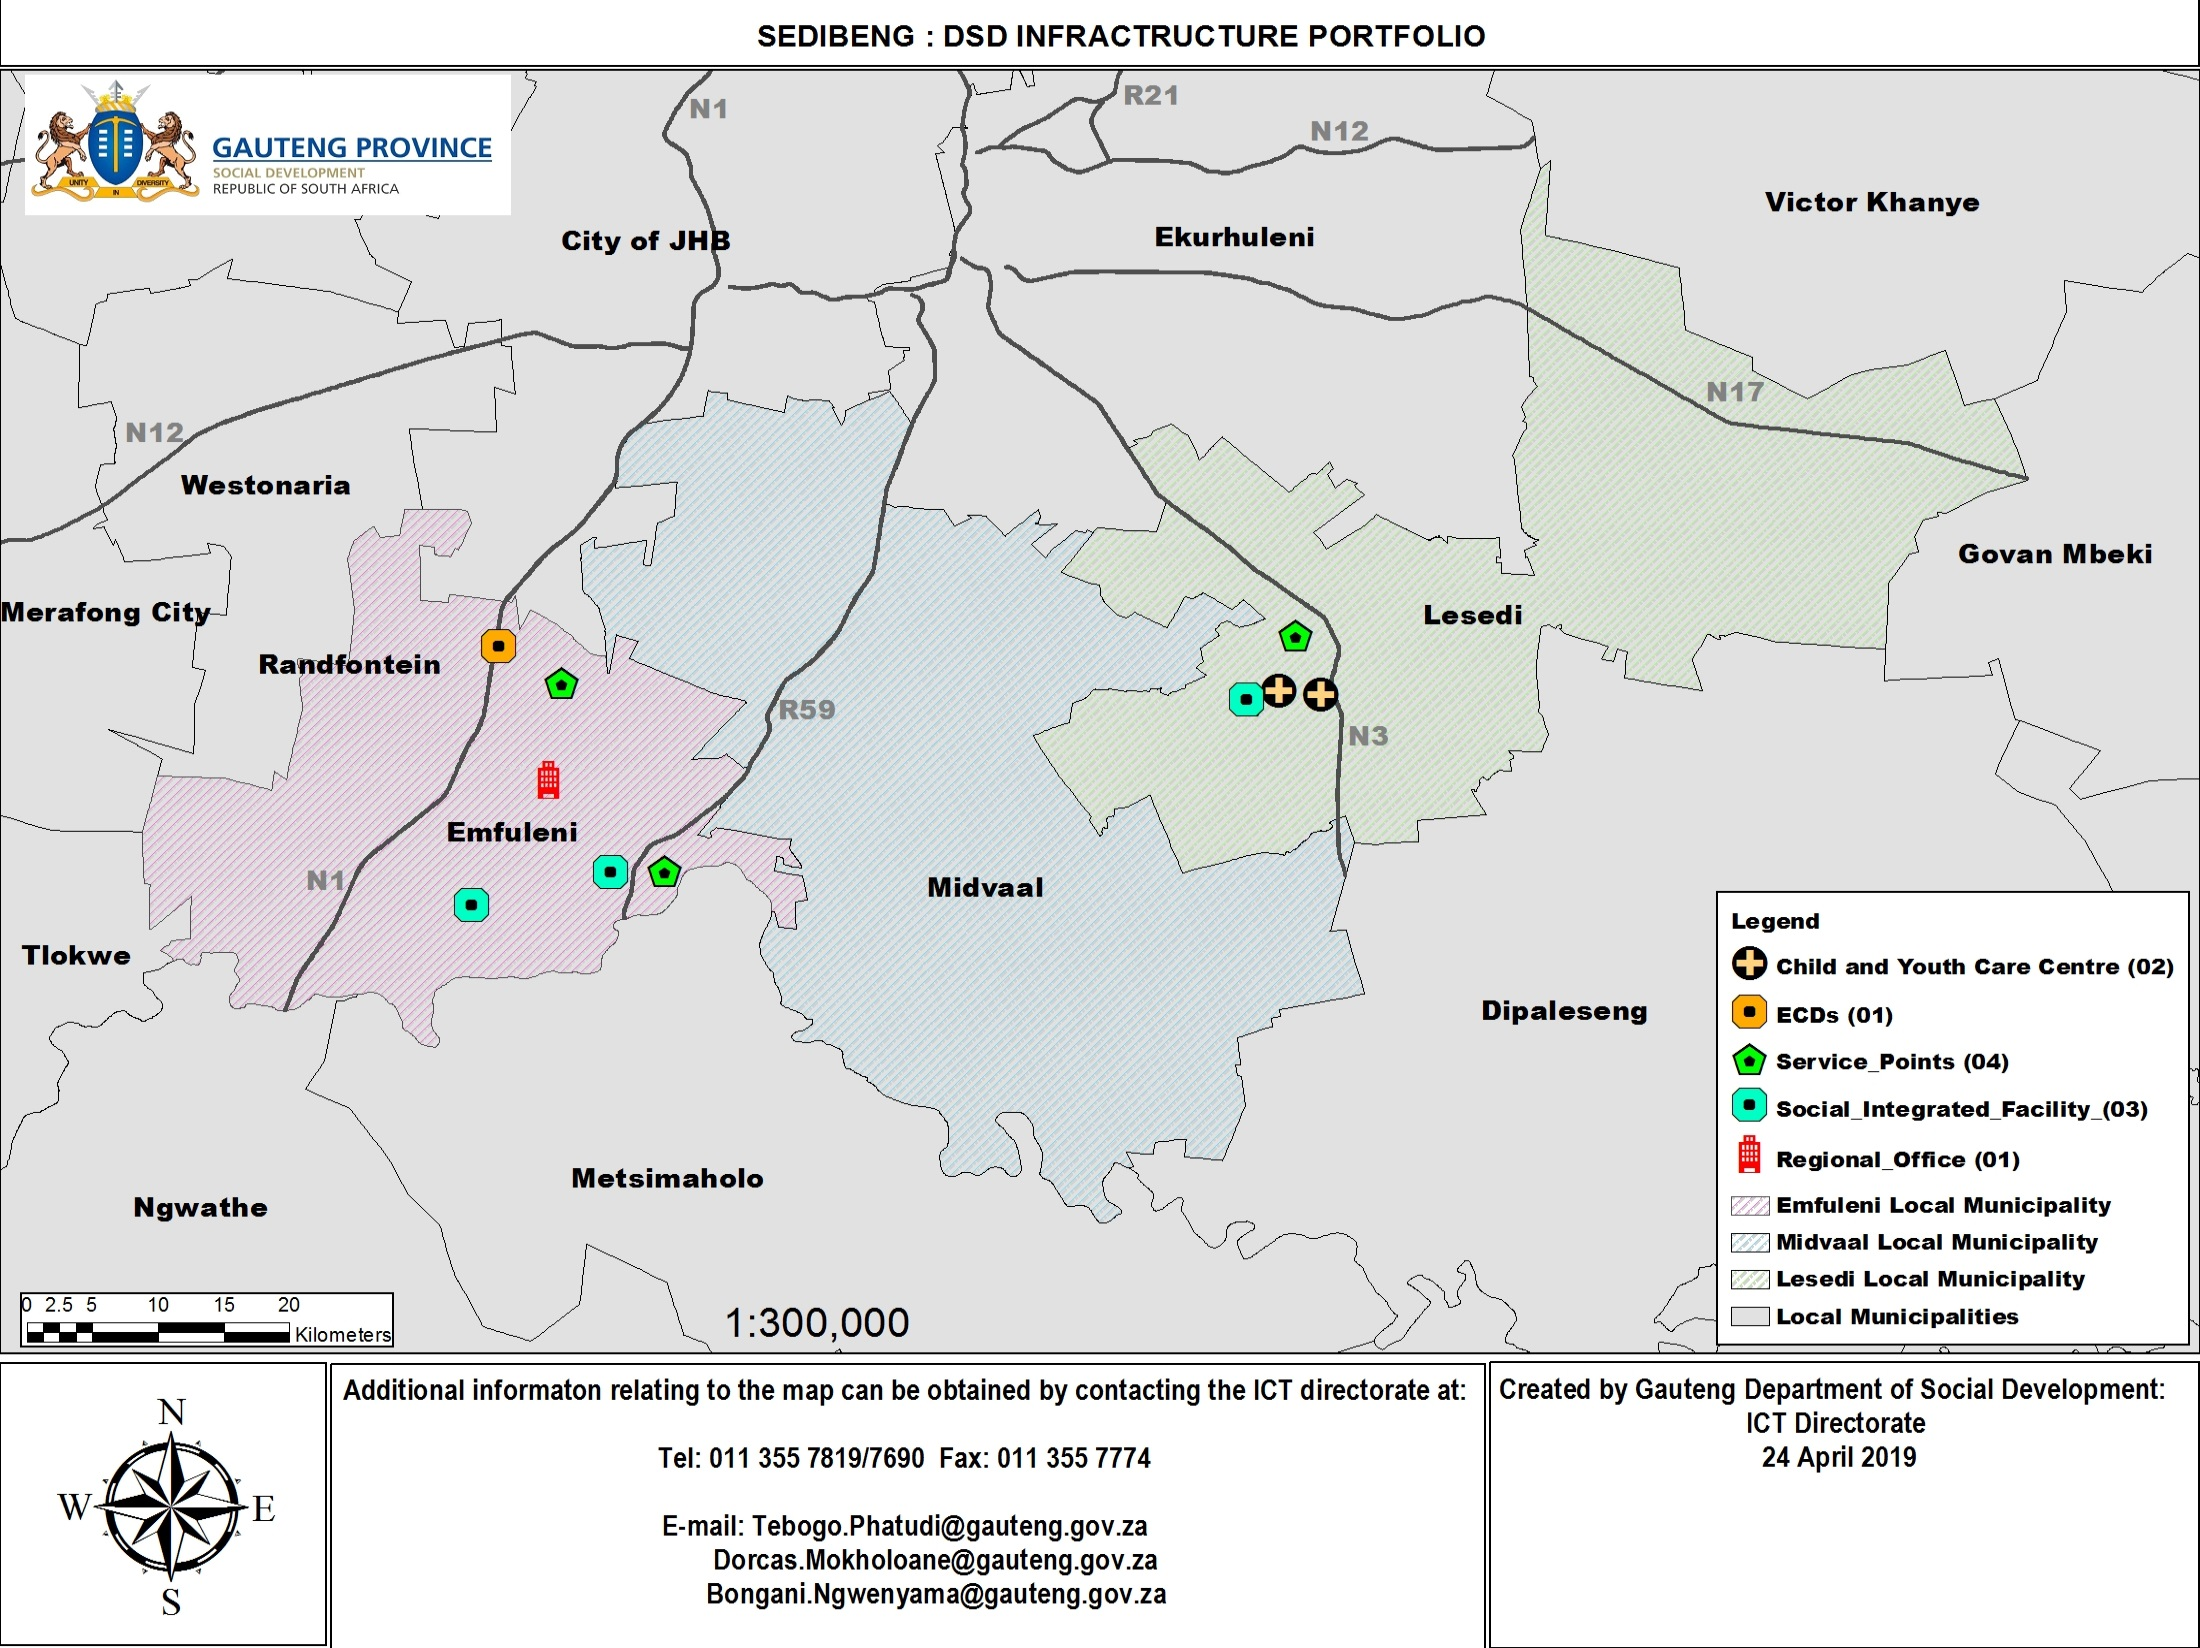 SEDIBENG : DSD INFRACTRUCTURE PORTFOLIO
UNITY IN DIVERSITY
GAUTENG PROVINCE
SOCIAL DEVELOPMENT
REPUBLIC OF SOUTH AFRICA
N1
R21
N12
Victor Khanye
City of JHB
Ekurhuleni
N17
N12
Westonaria
Govan Mbeki
Merafong City
Lesedi
Randfontein
R59
N3
Emfuleni
N1
Midvaal
Tlokwe
Dipaleseng
Metsimaholo
Ngwathe
Legend
Child and Youth Care Centre (02)
ECDs (01)
Service_Points (04)
Social_Integrated_Facility_(03)
Regional_Office (01)
Emfuleni Local Municipality
Midvaal Local Municipality
Lesedi Local Municipality
Local Municipalities
0 2.5 5 10 15 20
Kilometers
1:300,000
N
W E
S
Additional informaton relating to the map can be obtained by contacting the ICT directorate at:
Tel: 011 355 7819/7690 Fax: 011 355 7774
E-mail: Tebogo.Phatudi@gauteng.gov.za
Dorcas.Mokholoane@gauteng.gov.za
Bongani.Ngwenyama@gauteng.gov.za
Created by Gauteng Department of Social Development:
ICT Directorate
24 April 2019